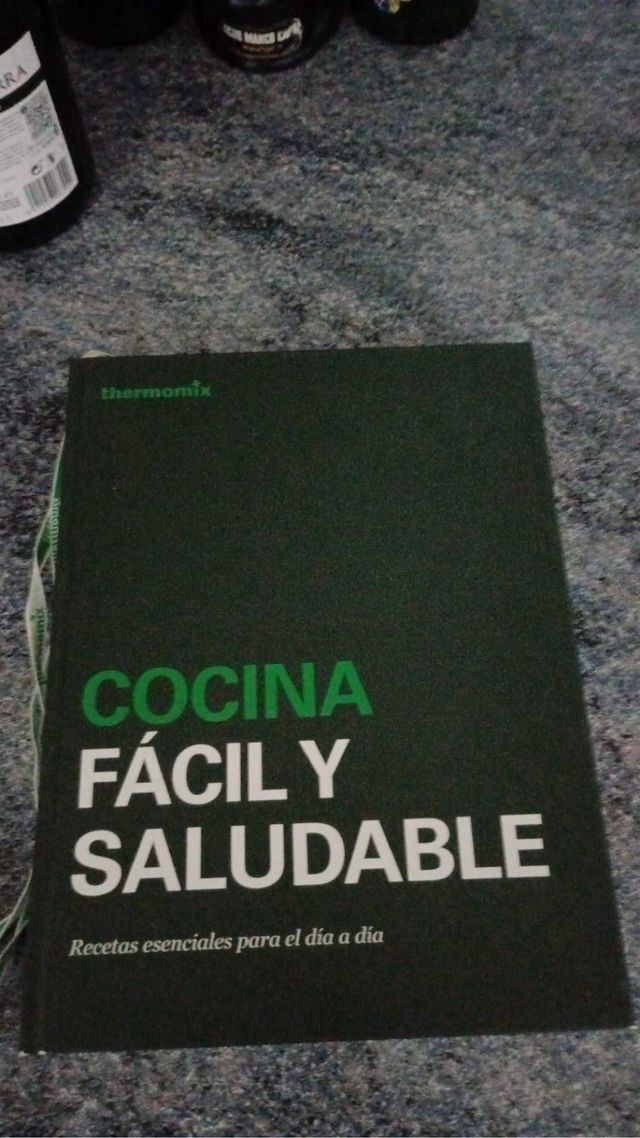 thermomix
COCINA
FÁCIL Y
SALUDABLE
Recetas esenciales para el día a día